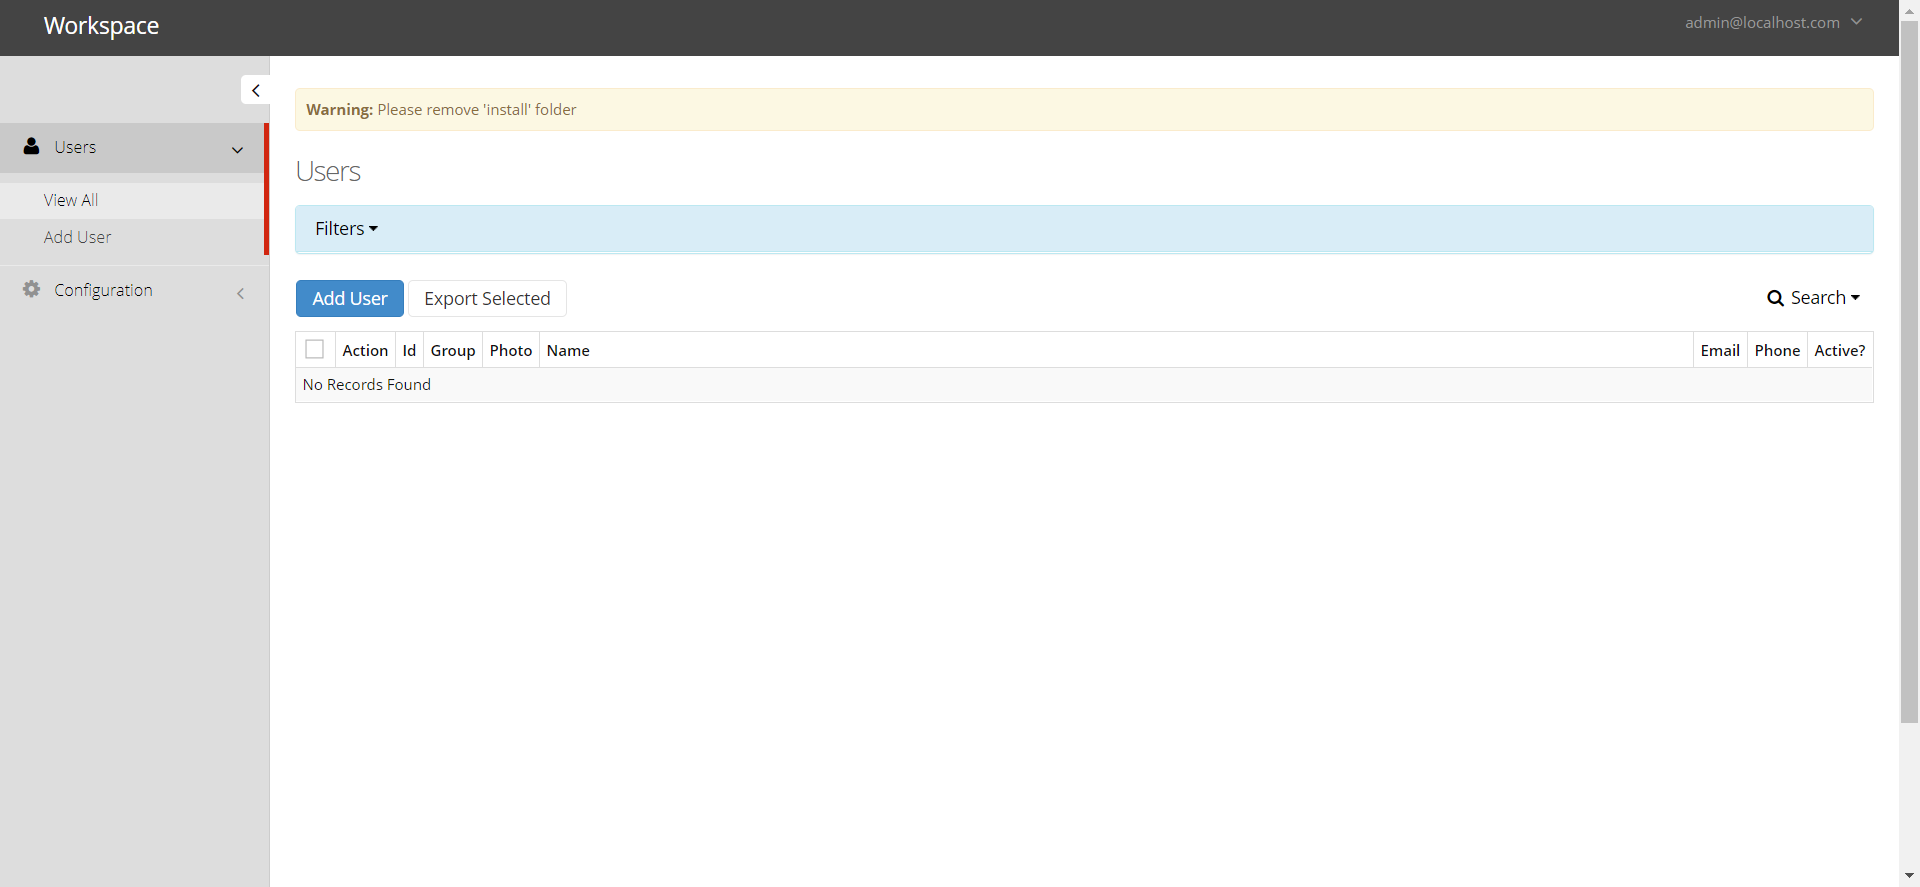 Workspace
admin@localhost.com
Users
View All
Add User
Configuration
Warning: Please remove 'install' folder
Users
Filters
Add User
Export Selected
Search
Action Id Group Photo Name Email Phone Active?
No Records Found